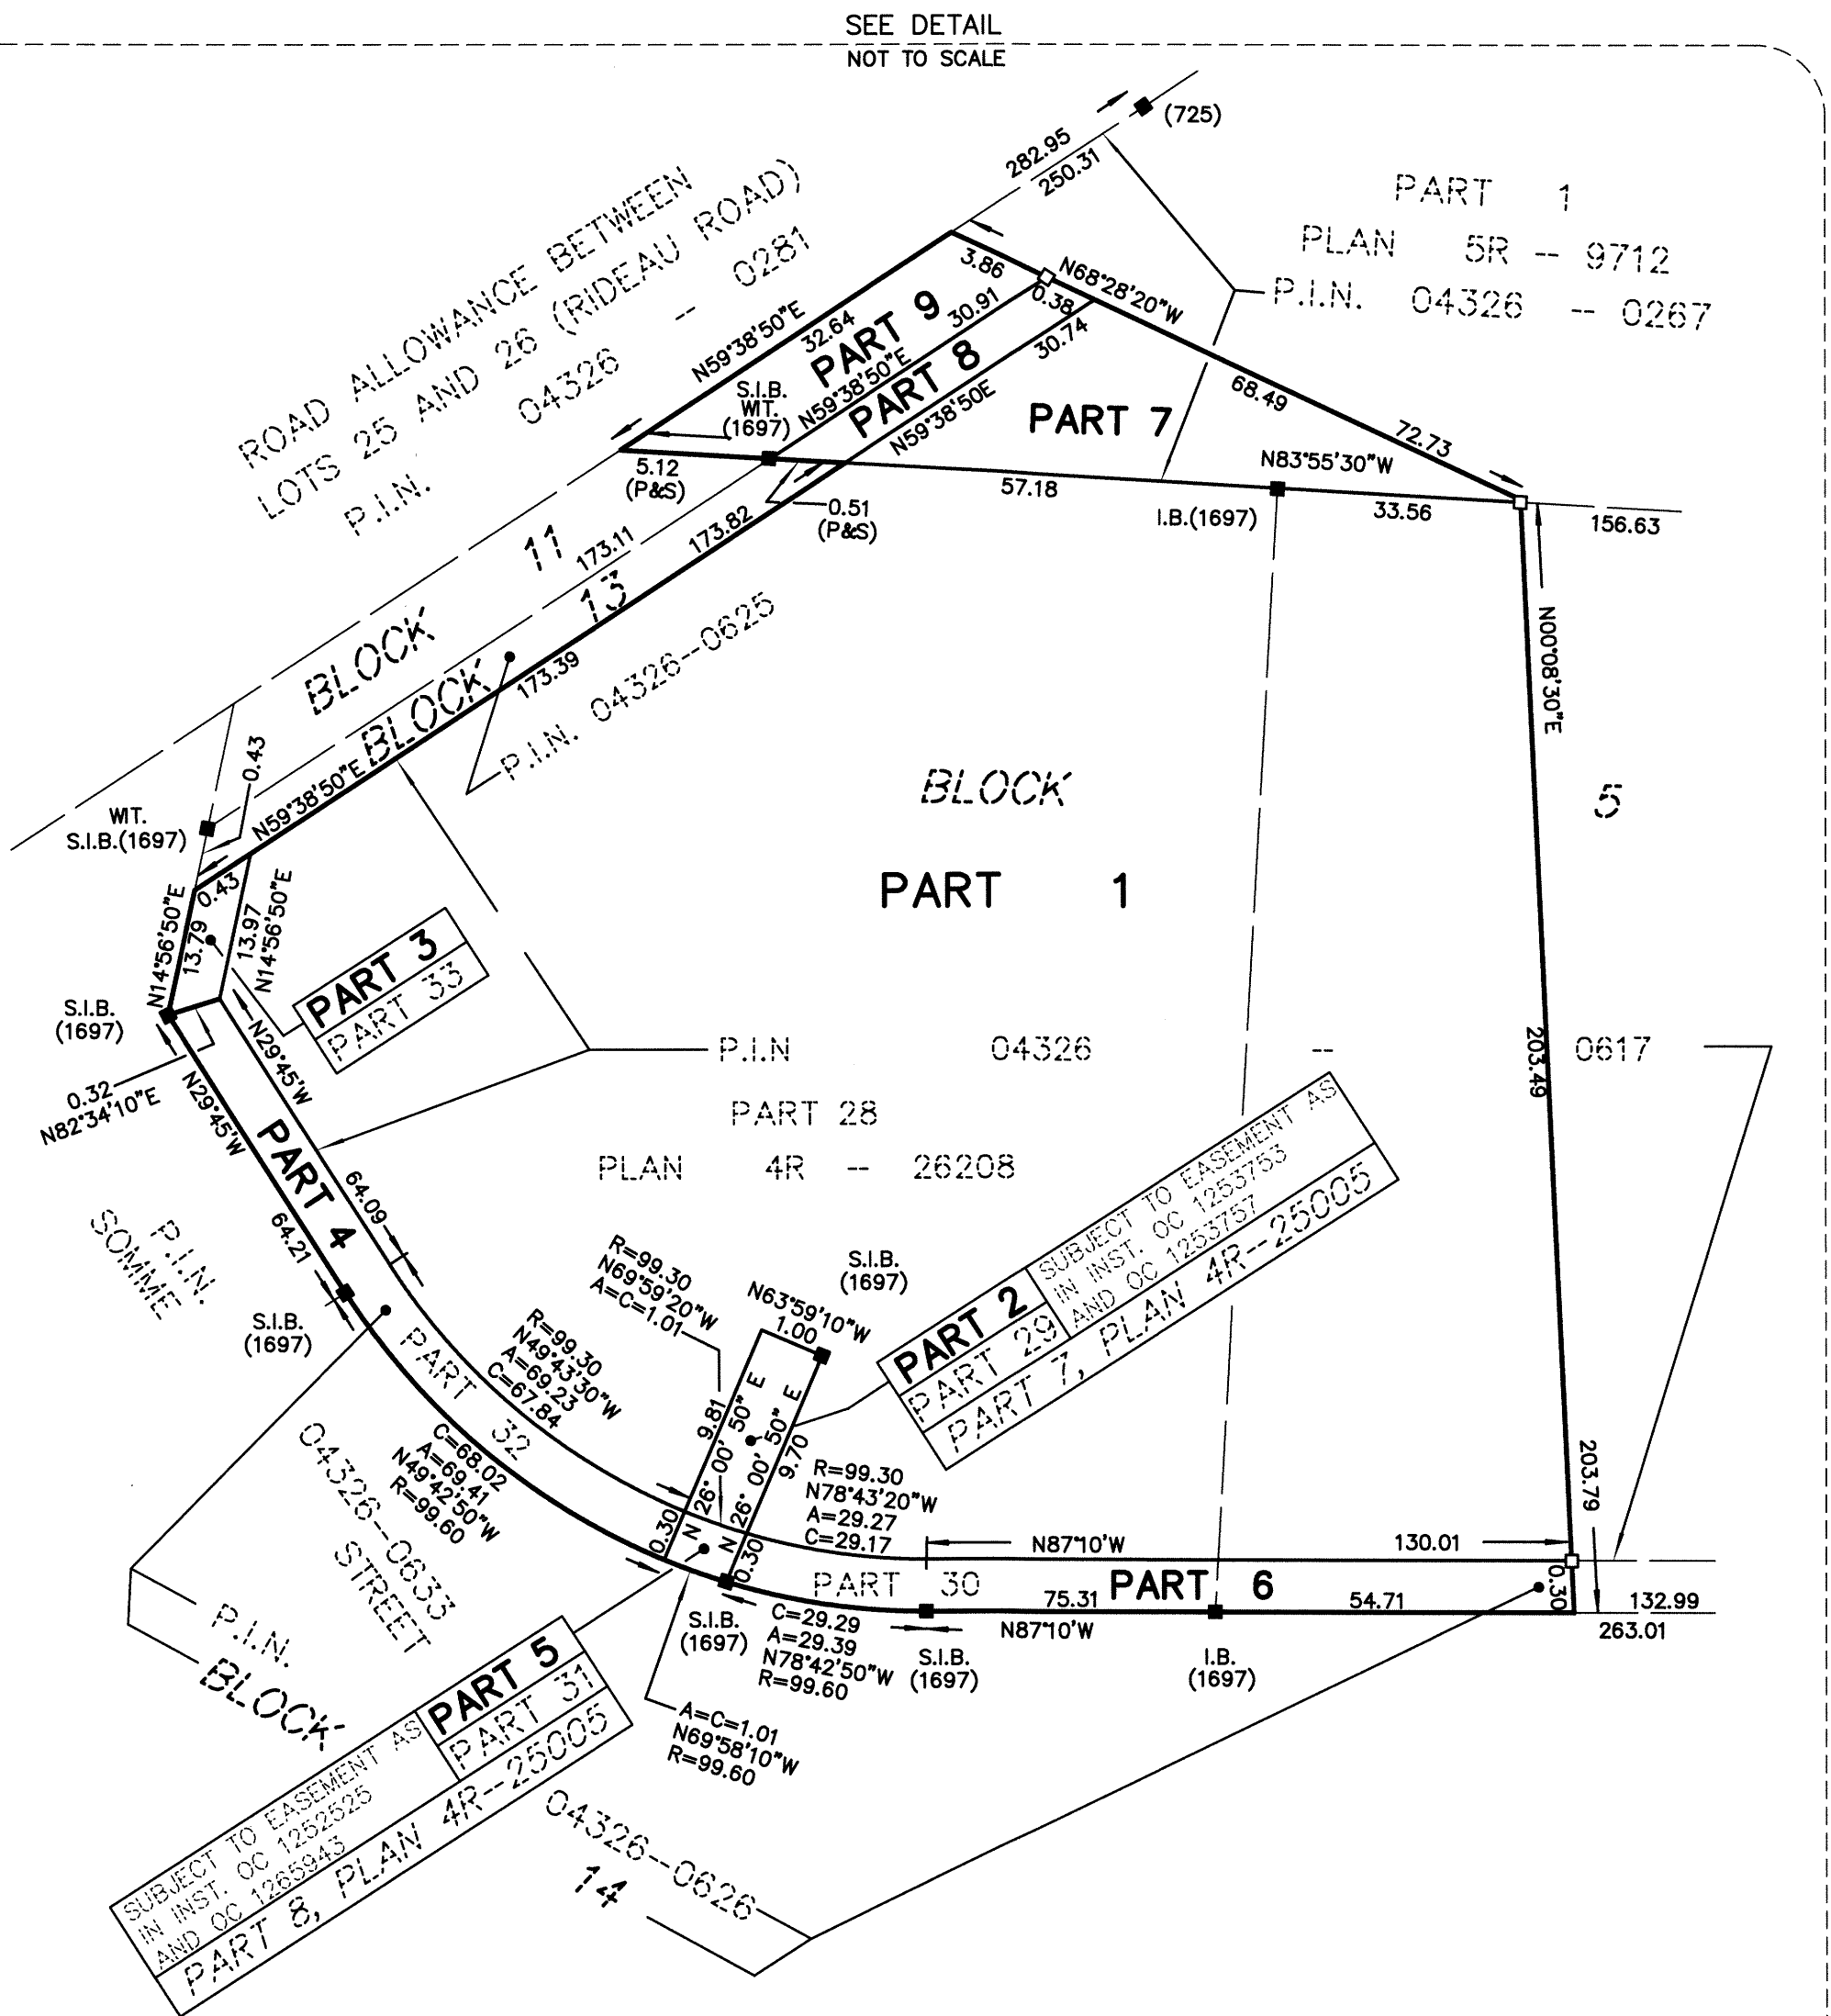 SEE DETAIL
NOT TO SCALE
(725)
282.95
250.31
PART 1
PLAN 5R -- 9712
P.I.N. 04326 -- 0267
ROAD ALLOWANCE BETWEEN
LOTS 25 AND 26 (RIDEAU ROAD)
P.I.N. 04326 -- 0281
N59°38'50"E
32.64
PART 9
3.86
N68°28'20"W
30.91
0.38
N59°38'50"E
PART 8
30.74
N59°38'50E
PART 7
68.49
72.73
S.I.B.
WIT.
(1697)
5.12
(P&S)
N83°55'30"W
57.18
I.B.(1697)
33.56
156.63
0.51
(P&S)
BLOCK 11
173.11
173.82
BLOCK 13
173.39
P.I.N. 04326--0625
N59°38'50"E
0.43
WIT.
S.I.B.(1697)
N00°08'30"E
BLOCK 5
PART 1
0.43
N14°56'50"E
13.79
13.97
N14°56'50"E
PART 3
PART 33
S.I.B.
(1697)
0.32
N82°34'10"E
N29°45'W
N29°45'W
P.I.N 04326 -- 0617
203.49
PART 28
PLAN 4R -- 26208
PART 4
64.09
64.21
P.I.N.
SOMME
S.I.B.
(1697)
R=99.30
N69°59'20"W
A=C=1.01
N63°59'10"W
1.00
S.I.B.
(1697)
PART 2
PART 29
SUBJECT TO EASEMENT AS
IN INST. OC 1253753
AND OC 1253757
PART 7, PLAN 4R--25005
R=99.30
N49°43'30"W
A=69.23
C=67.84
PART 32
C=68.02
A=69.41
N49°42'50"W
R=99.60
9.81
N 26° 00' 50" E
N 26° 00' 50" E
9.70
0.30
0.30
R=99.30
N78°43'20"W
A=29.27
C=29.17
N87°10'W
130.01
203.79
04326--0633
STREET
PART 30
PART 6
75.31
54.71
0.30
132.99
263.01
N87°10'W
S.I.B.
(1697)
C=29.29
A=29.39
N78°42'50"W
R=99.60
S.I.B.
(1697)
I.B.
(1697)
P.I.N.
BLOCK
PART 5
PART 31
SUBJECT TO EASEMENT AS
IN INST. OC 1252525
AND OC 1265943
PART 8, PLAN 4R--25005
A=C=1.01
N69°58'10"W
R=99.60
04326--0626
14